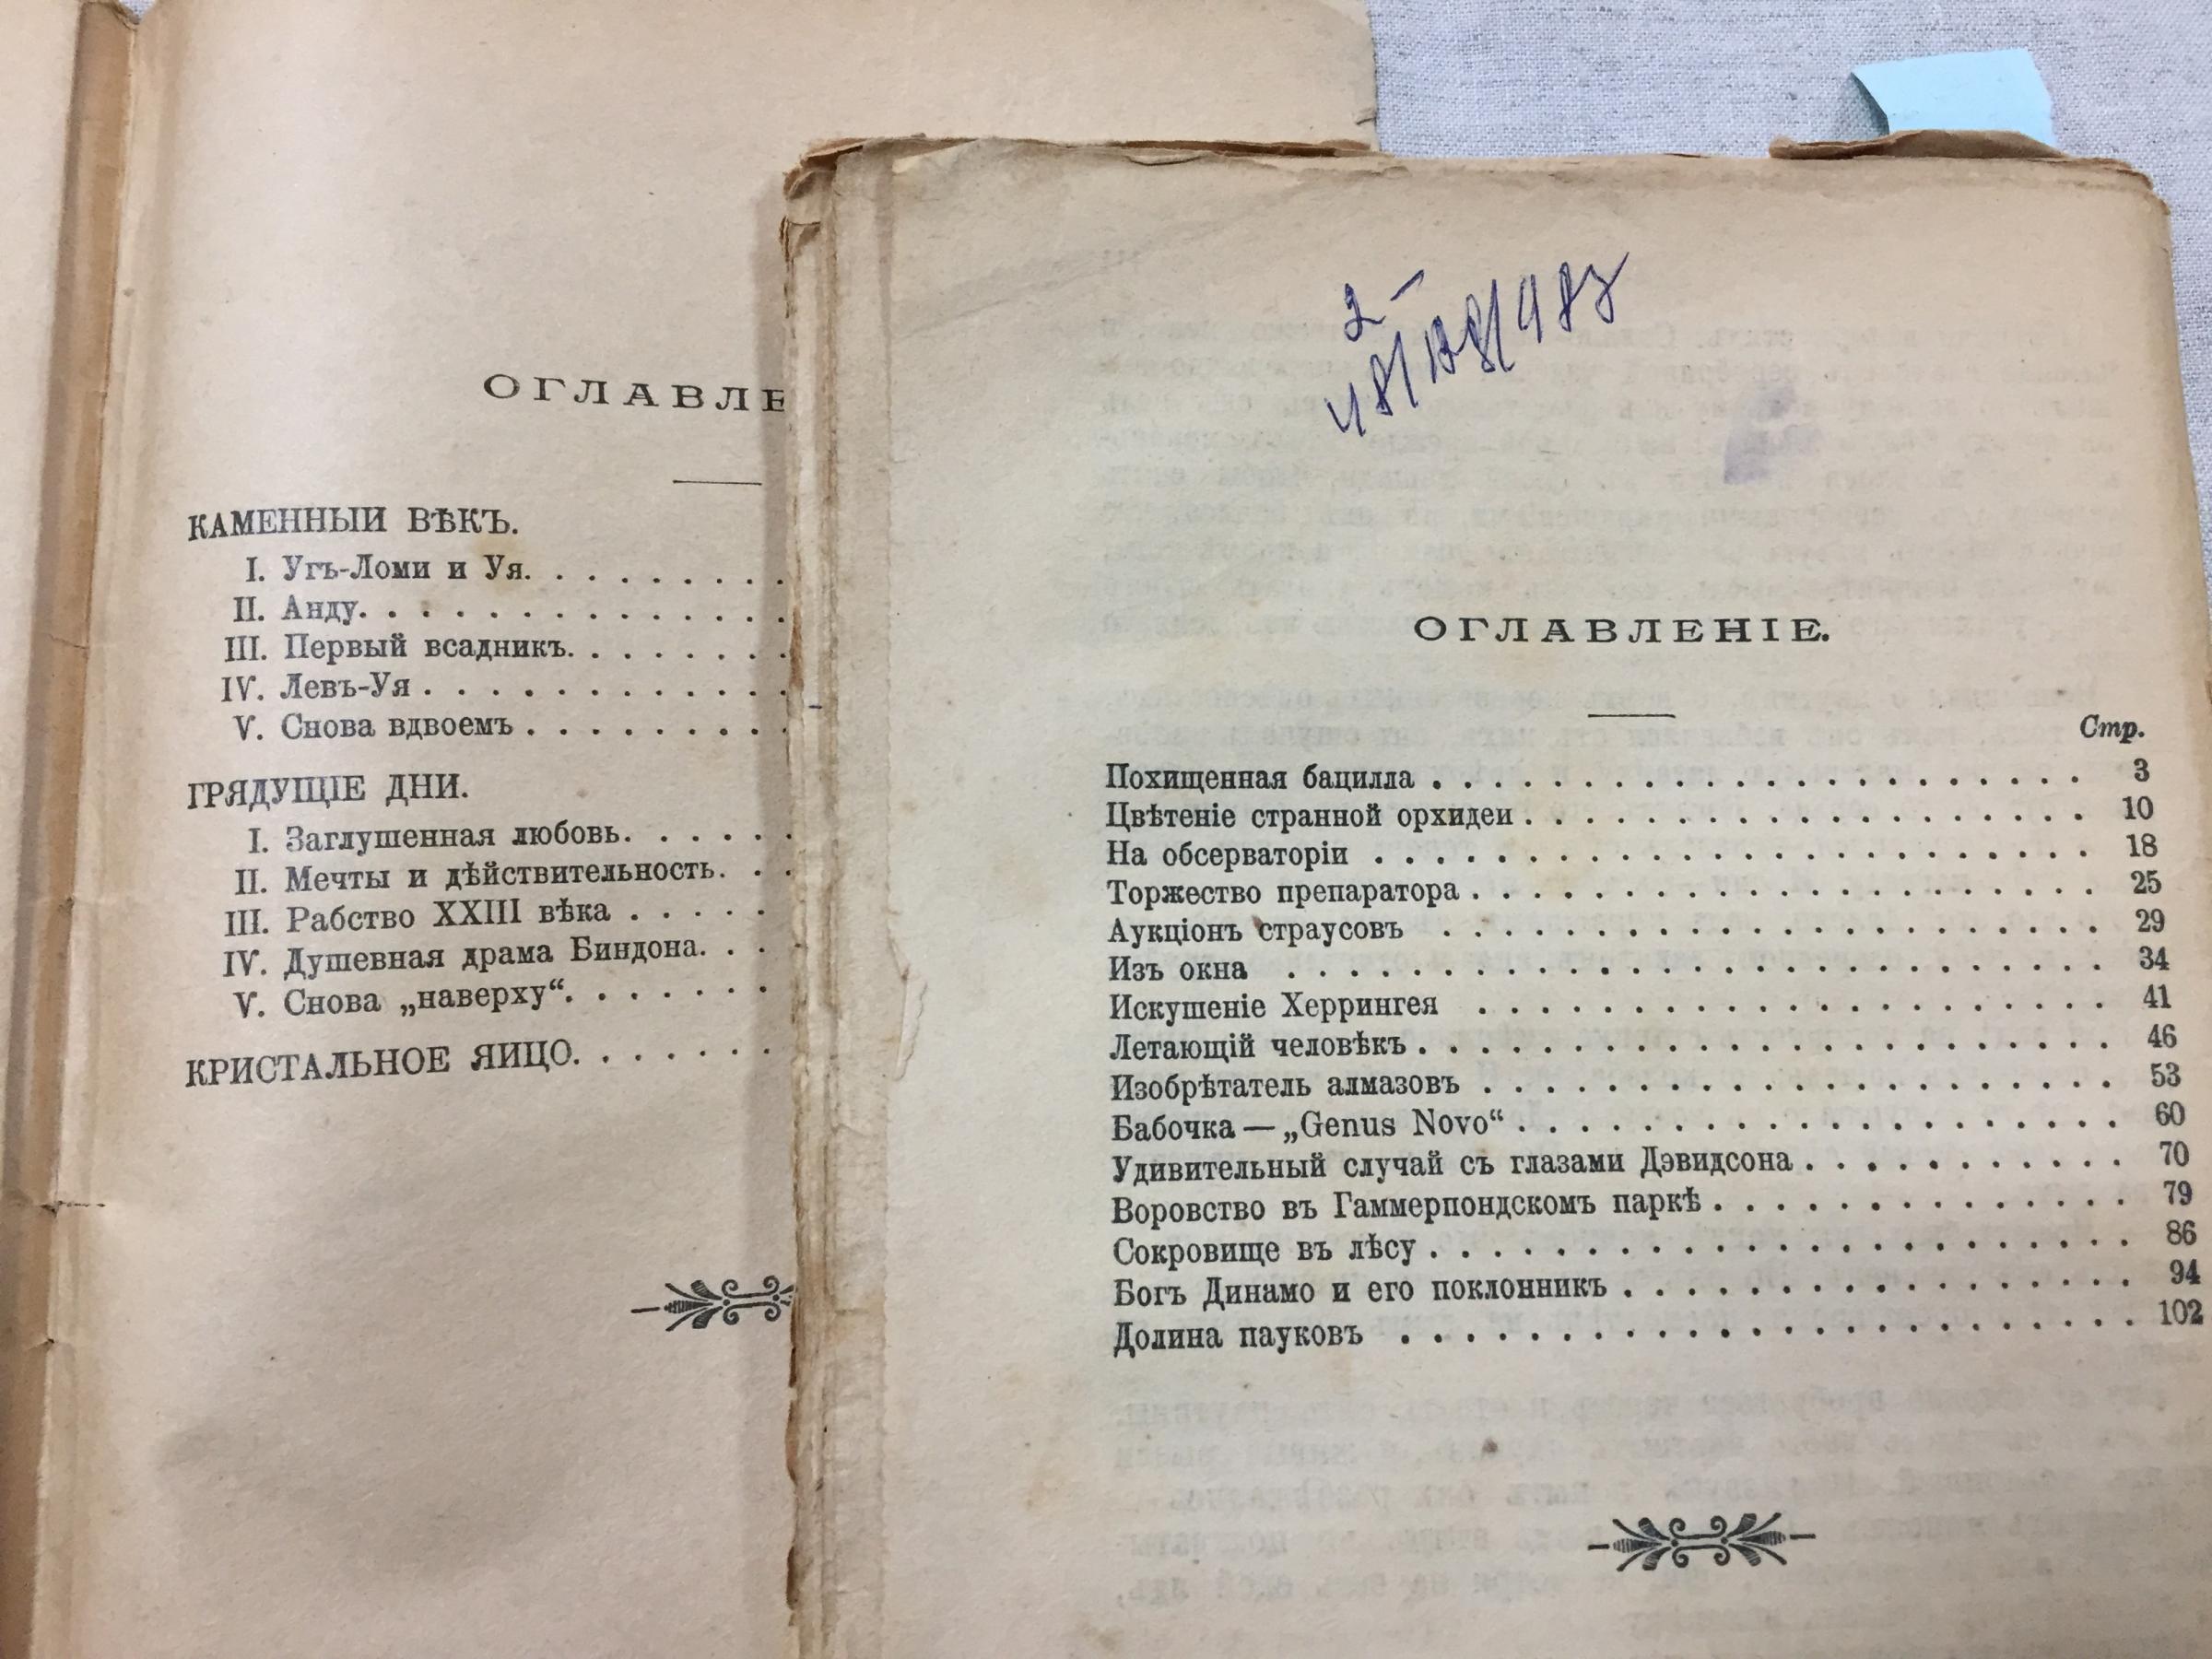 ОГЛАВЛЕ
КАМЕННЫИ ВѢКЪ.
I. Угъ-Ломи и Уя. . . . . . . . .
II. Анду. . . . . . . . . . . . .
III. Первый всадникъ. . . . . . . .
IV. Левъ-Уя . . . . . . . . . . .
V. Снова вдвоемъ . . . . . . . . .
ГРЯДУЩІЕ ДНИ.
I. Заглушенная любовь. . . . . .
II. Мечты и дѣйствительность. . .
III. Рабство XXIII вѣка . . . . .
IV. Душевная драма Биндона. . .
V. Снова „наверху“. . . . . . .
КРИСТАЛЬНОЕ ЯИЦО. . . . . . .
ОГЛАВЛЕНІЕ.
Стр.
Похищенная бацилла . . . . . . . . . . . . . . . . . 3
Цвѣтеніе странной орхидеи . . . . . . . . . . . . . . . 10
На обсерваторіи . . . . . . . . . . . . . . . . . . 18
Торжество препаратора . . . . . . . . . . . . . . . . 25
Аукціонъ страусовъ . . . . . . . . . . . . . . . . . 29
Изъ окна . . . . . . . . . . . . . . . . . . . . . 34
Искушеніе Херрингея . . . . . . . . . . . . . . . . 41
Летающій человѣкъ . . . . . . . . . . . . . . . . . . 46
Изобрѣтатель алмазовъ . . . . . . . . . . . . . . . . 53
Бабочка — „Genus Novo“ . . . . . . . . . . . . . . . 60
Удивительный случай съ глазами Дэвидсона . . . . . . . . 70
Воровство въ Гаммерпондскомъ паркѣ . . . . . . . . . . . 79
Сокровище въ лѣсу . . . . . . . . . . . . . . . . . . 86
Богъ Динамо и его поклонникъ . . . . . . . . . . . . . 94
Долина пауковъ . . . . . . . . . . . . . . . . . . . 102